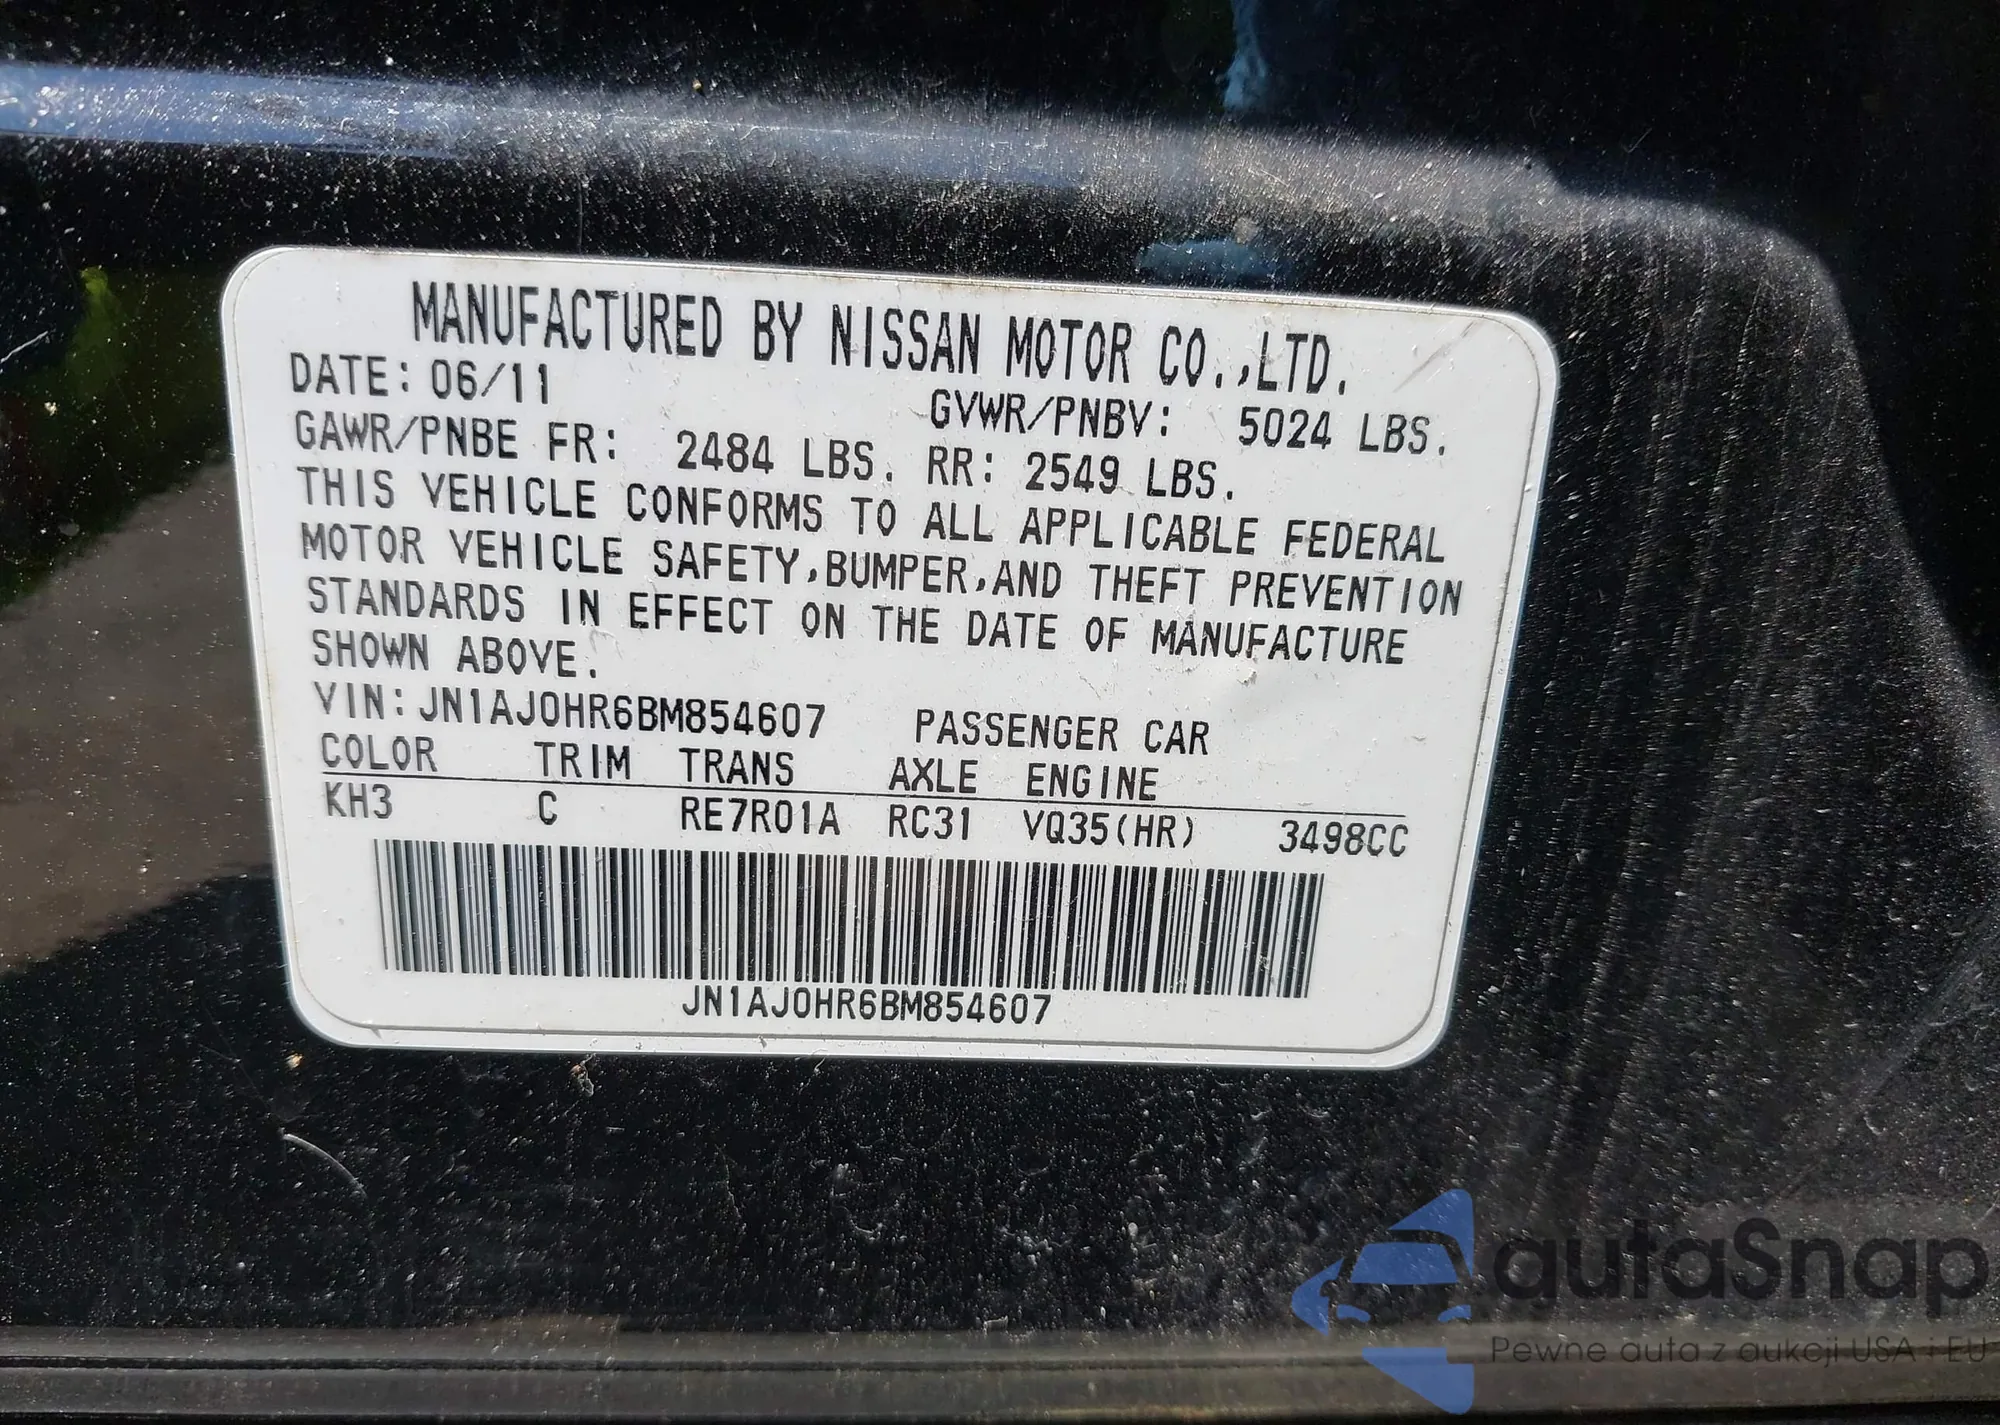 MANUFACTURED BY NISSAN MOTOR CO.,LTD.
DATE: 06/11 GVWR/PNBV: 5024 LBS.
GAWR/PNBE FR: 2484 LBS. RR: 2549 LBS.
THIS VEHICLE CONFORMS TO ALL APPLICABLE FEDERAL
MOTOR VEHICLE SAFETY,BUMPER,AND THEFT PREVENTION
STANDARDS IN EFFECT ON THE DATE OF MANUFACTURE
SHOWN ABOVE.
VIN:JN1AJ0HR6BM854607 PASSENGER CAR
COLOR TRIM TRANS AXLE ENGINE
KH3 C RE7R01A RC31 VQ35(HR) 3498CC
JN1AJ0HR6BM854607
autaSnap
Pewne auta z aukcji USA i EU